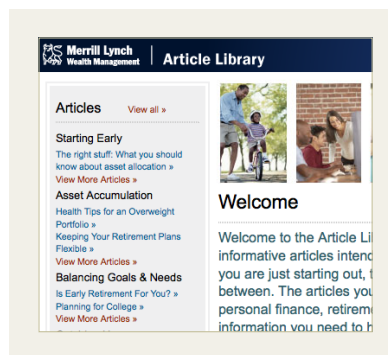 Merrill Lynch
Wealth Management
Article Library
Articles
View all »
Starting Early
The right stuff: What you should
know about asset allocation »
View More Articles »
Asset Accumulation
Health Tips for an Overweight
Portfolio »
Keeping Your Retirement Plans
Flexible »
View More Articles »
Balancing Goals & Needs
Is Early Retirement For You? »
Planning for College »
View More Articles »
Welcome
Welcome to the Article Li
informative articles intend
you are just starting out, t
between. The articles you
personal finance, retirem
information you need to h